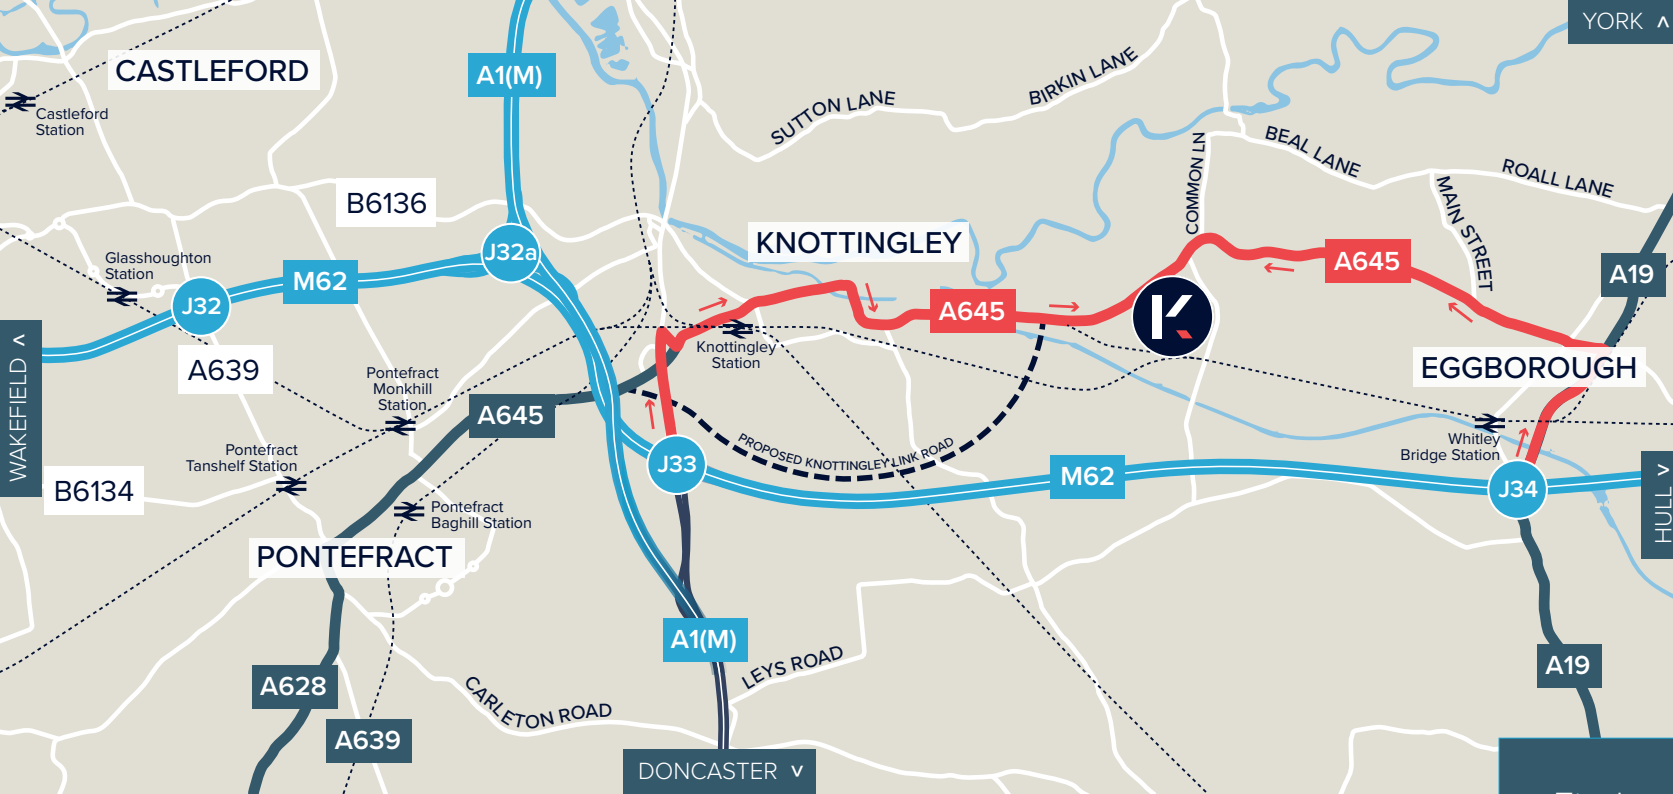 YORK ^
CASTLEFORD
A1(M)
BIRKIN LANE
SUTTON LANE
Castleford
Station
BEAL LANE
COMMON LN
ROALL LANE
MAIN STREET
B6136
KNOTTINGLEY
J32a
Glasshoughton
Station
M62
A645
A19
J32
A645
K
Knottingley
Station
WAKEFIELD ^
A639
Pontefract
Monkhill
Station
EGGBOROUGH
A645
PROPOSED KNOTTINGLEY LINK ROAD
Whitley
Bridge Station
Pontefract
Tanshelf Station
J33
M62
J34
B6134
HULL >
Pontefract
Baghill Station
PONTEFRACT
A1(M)
LEYS ROAD
A19
A628
CARLETON ROAD
A639
DONCASTER v